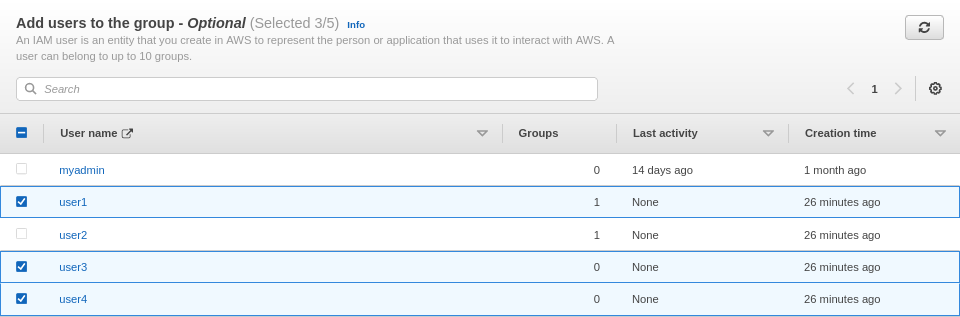 Add users to the group - Optional (Selected 3/5) Info
An IAM user is an entity that you create in AWS to represent the person or application that uses it to interact with AWS. A
user can belong to up to 10 groups.
Search
1
User name Groups Last activity Creation time
myadmin 0 14 days ago 1 month ago
user1 1 None 26 minutes ago
user2 1 None 26 minutes ago
user3 0 None 26 minutes ago
user4 0 None 26 minutes ago